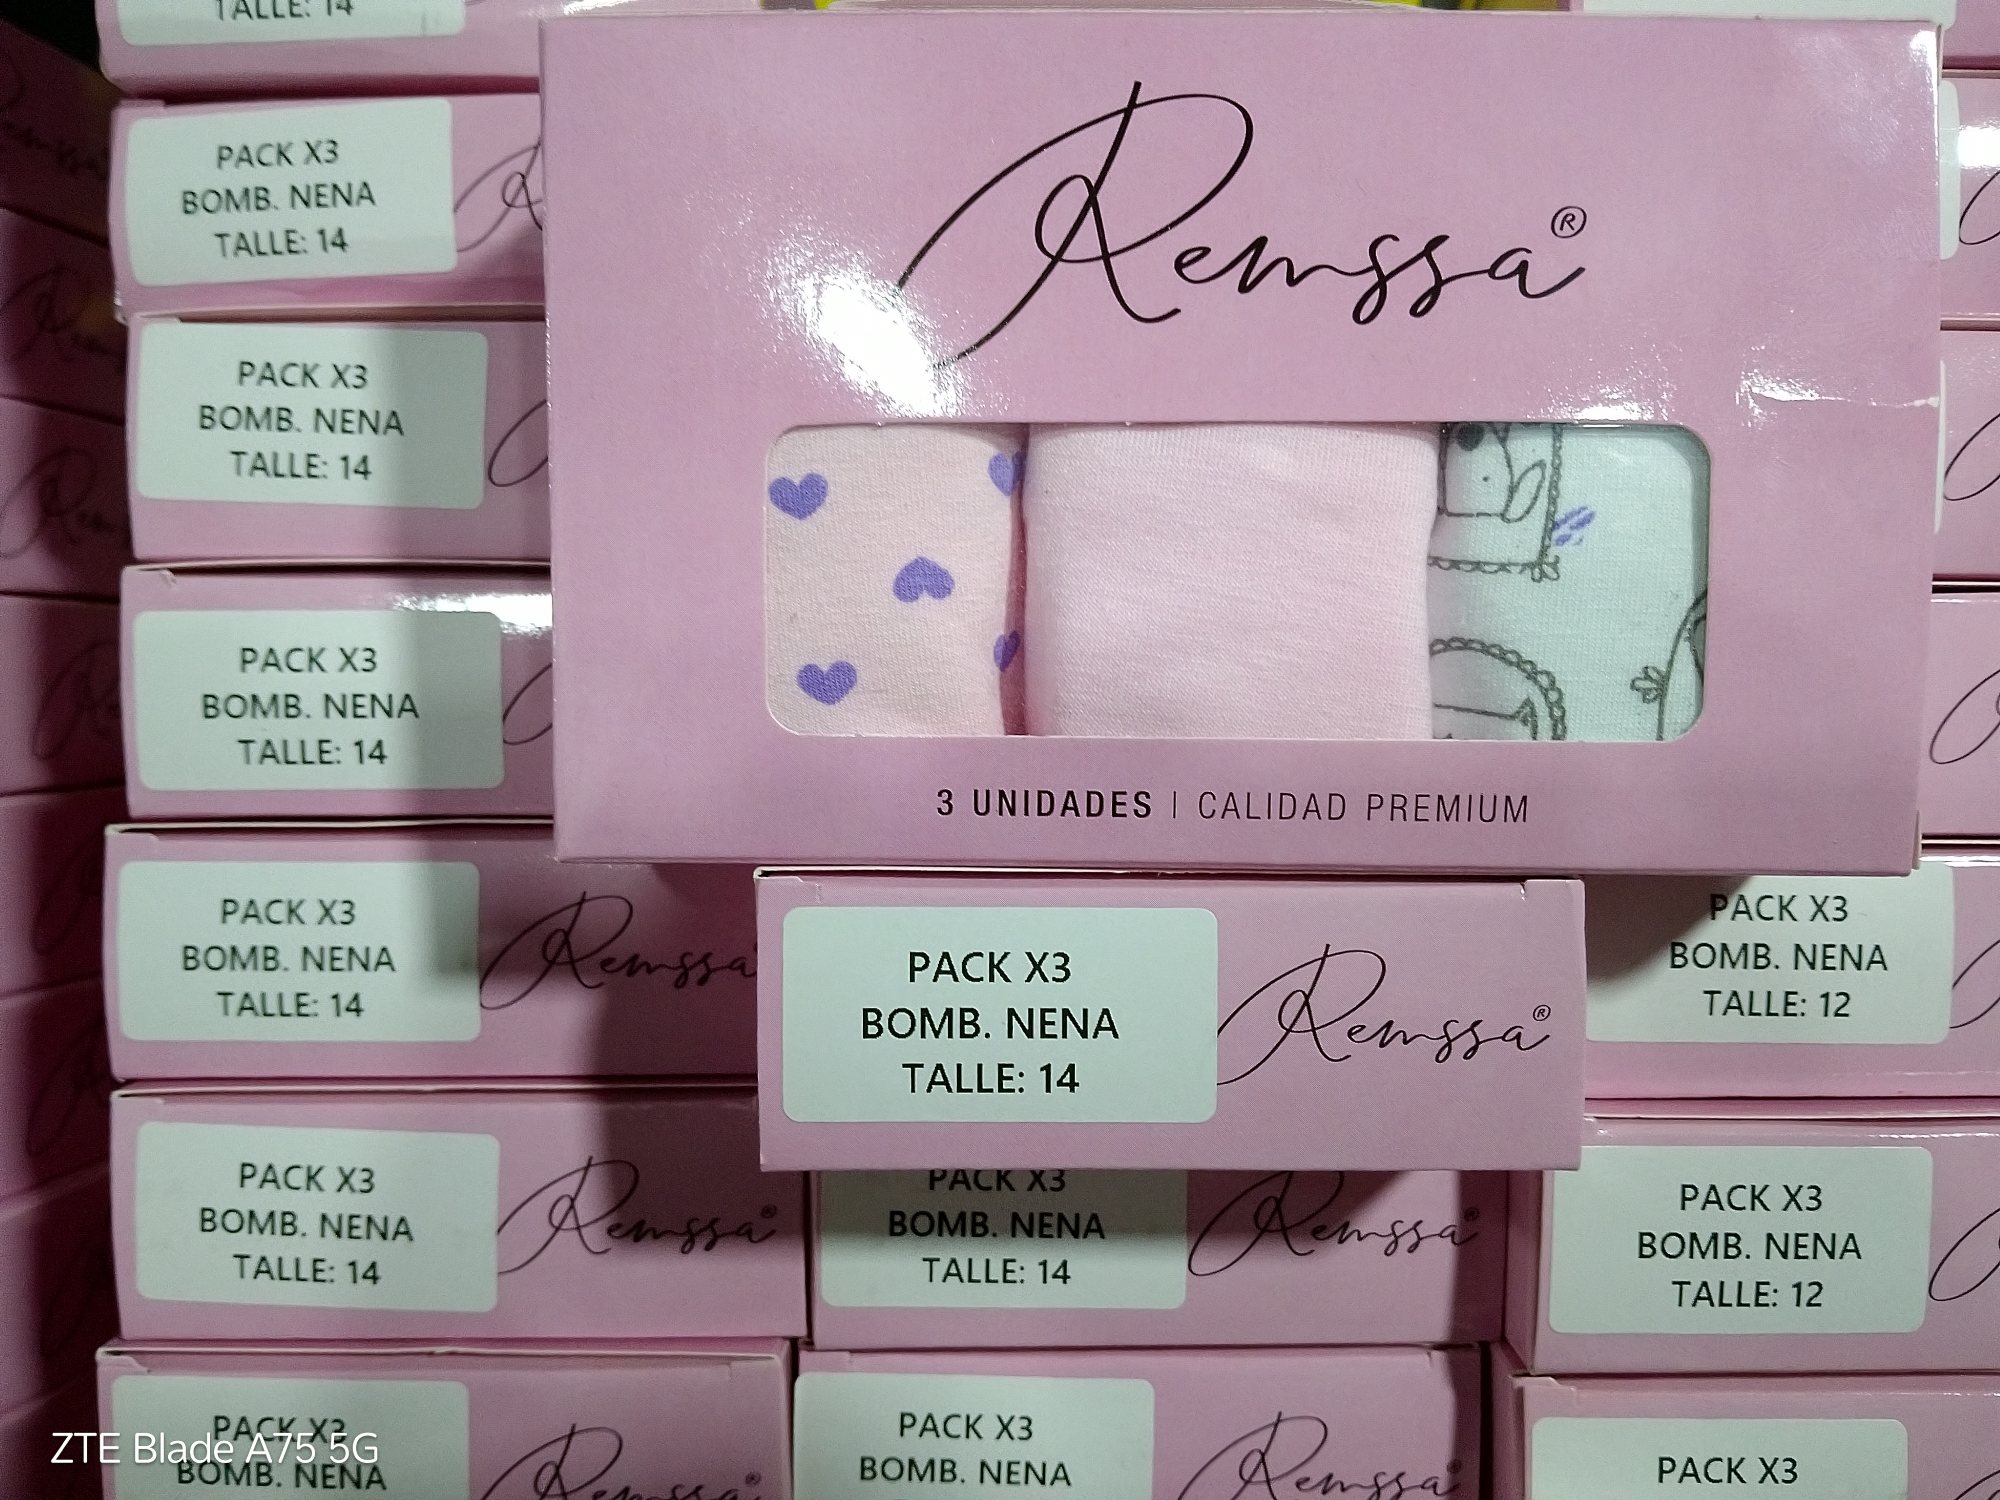 TALLE: 14
PACK X3
BOMB. NENA
TALLE: 14
PACK X3
BOMB. NENA
TALLE: 14
PACK X3
BOMB. NENA
TALLE: 14
PACK X3
BOMB. NENA
TALLE: 14
Remssa
PACK X3
BOMB. NENA
TALLE: 14
Remssa®
PACK X3
BOMB. NENA
Remssa®
Remssa®
3 UNIDADES | CALIDAD PREMIUM
PACK X3
BOMB. NENA
TALLE: 14
Remssa®
PACK X3
BOMB. NENA
TALLE: 14
Remssa®
PACK X3
BOMB. NENA
Remssa®
PACK X3
BOMB. NENA
TALLE: 12
PACK X3
BOMB. NENA
TALLE: 12
PACK X3
ZTE Blade A75 5G